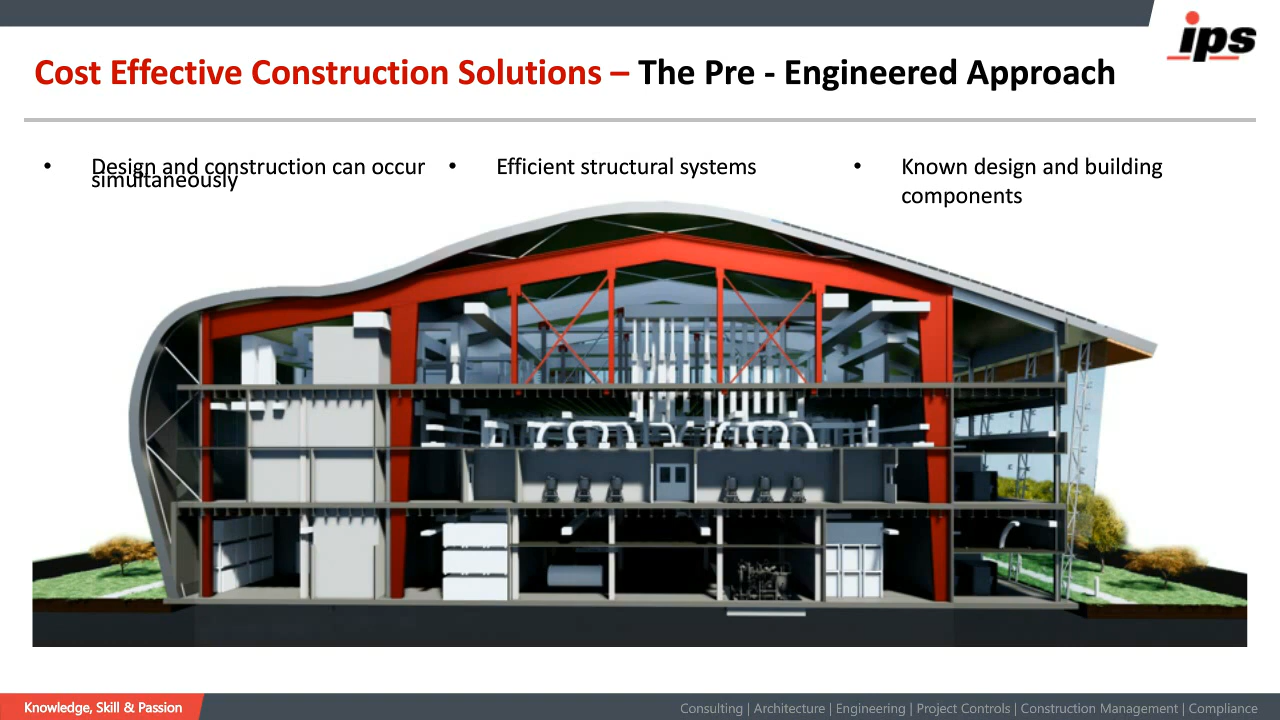 ips
Cost Effective Construction Solutions – The Pre - Engineered Approach
• Design and construction can occur
simultaneously
• Efficient structural systems
• Known design and building
components
Knowledge, Skill & Passion
Consulting | Architecture | Engineering | Project Controls | Construction Management | Compliance